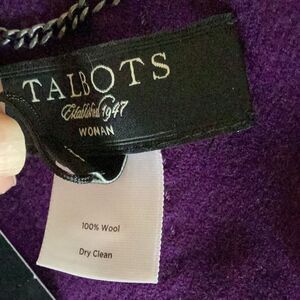 TALBOTS
Established 1947
WOMAN
100% Wool
Dry Clean